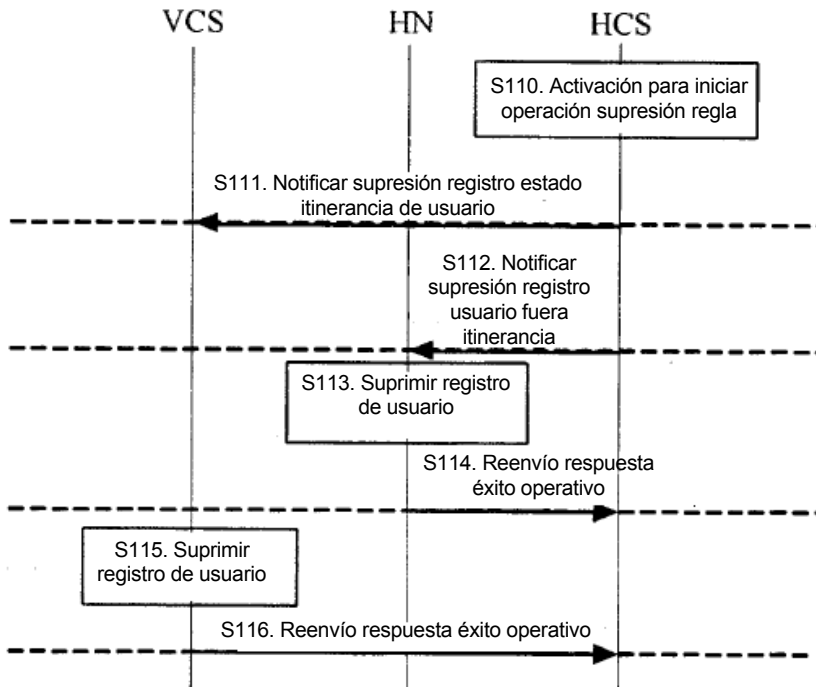 VCS HN HCS
S110. Activación para iniciar
operación supresión regla
S111. Notificar supresión registro estado
itinerancia de usuario
S112. Notificar
supresión registro
usuario fuera
itinerancia
S113. Suprimir registro
de usuario
S114. Reenvío respuesta
éxito operativo
S115. Suprimir
registro de usuario
S116. Reenvío respuesta éxito operativo